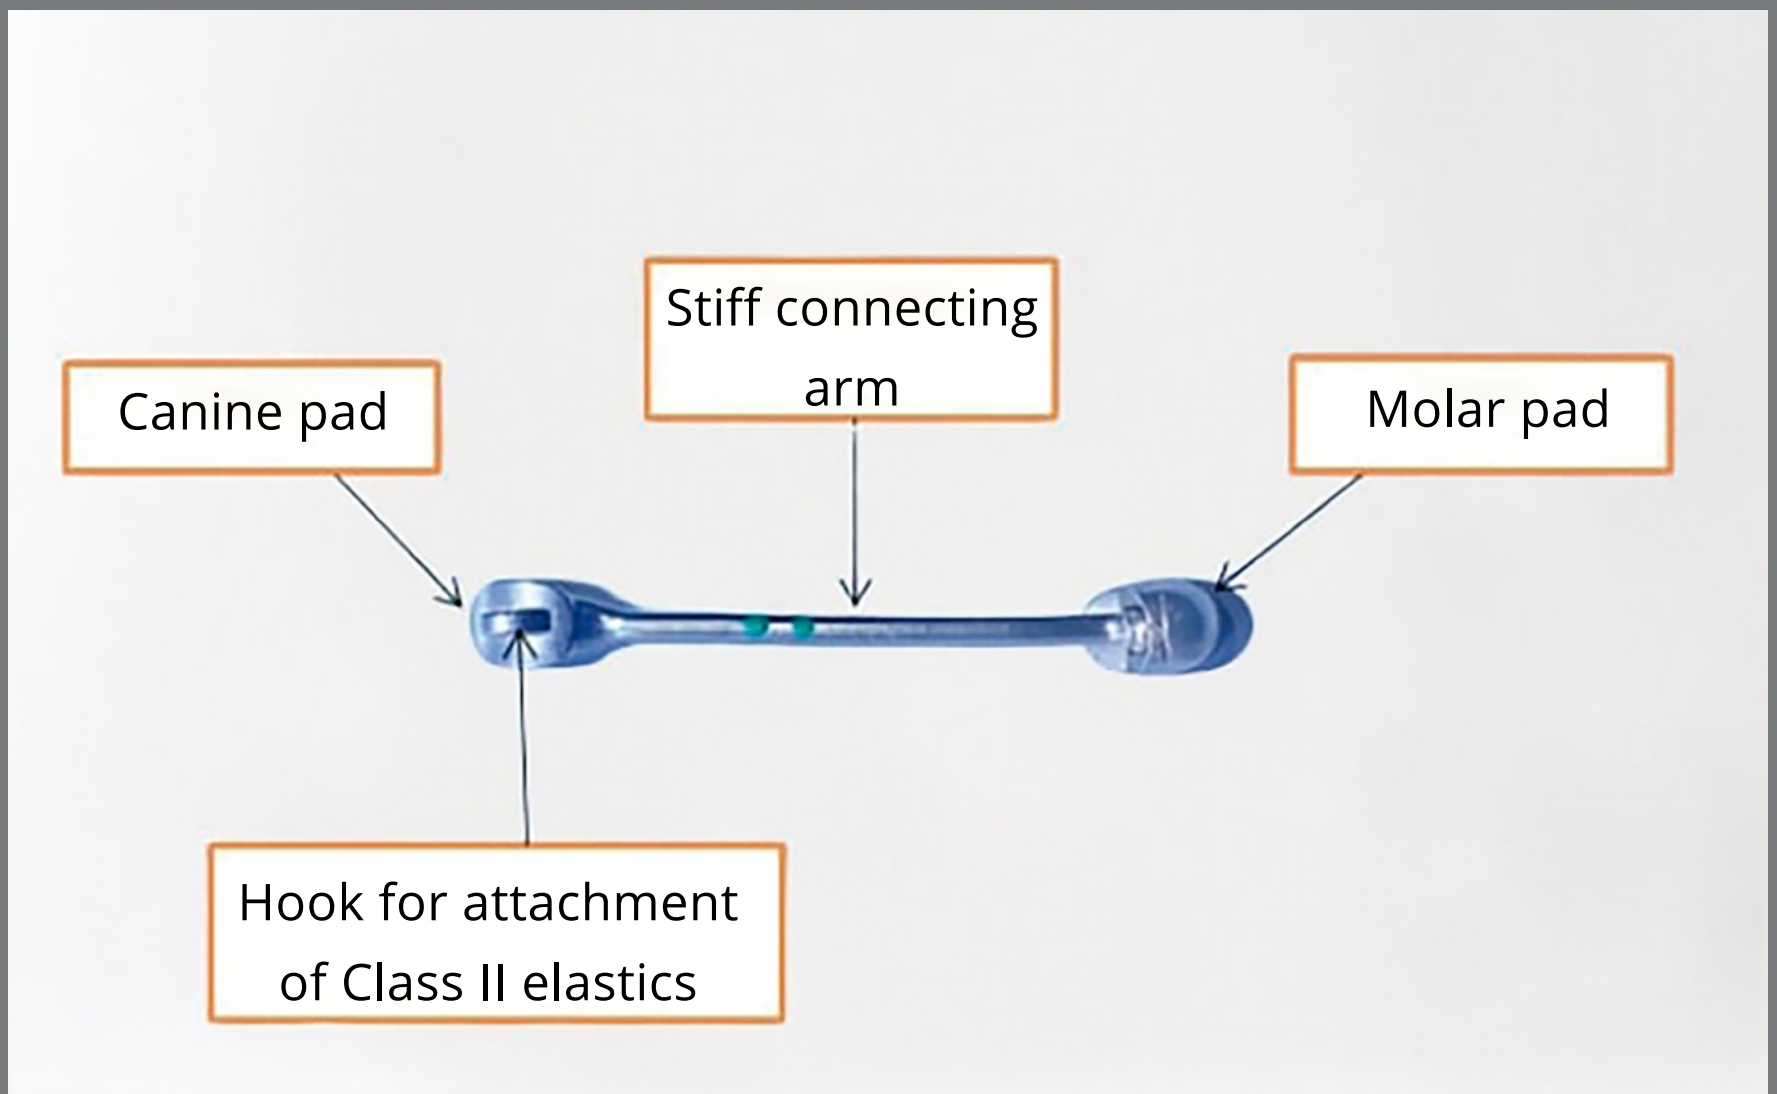 Stiff connecting
arm
Canine pad
Molar pad
Hook for attachment
of Class II elastics